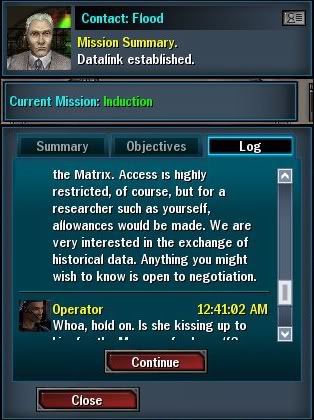 Contact: Flood
Mission Summary.
Datalink established.
Current Mission: Induction
Summary Objectives Log
the Matrix. Access is highly
restricted, of course, but for a
researcher such as yourself,
allowances would be made. We are
very interested in the exchange of
historical data. Anything you might
wish to know is open to negotiation.
Operator 12:41:02 AM
Whoa, hold on. Is she kissing up to
Continue
Close